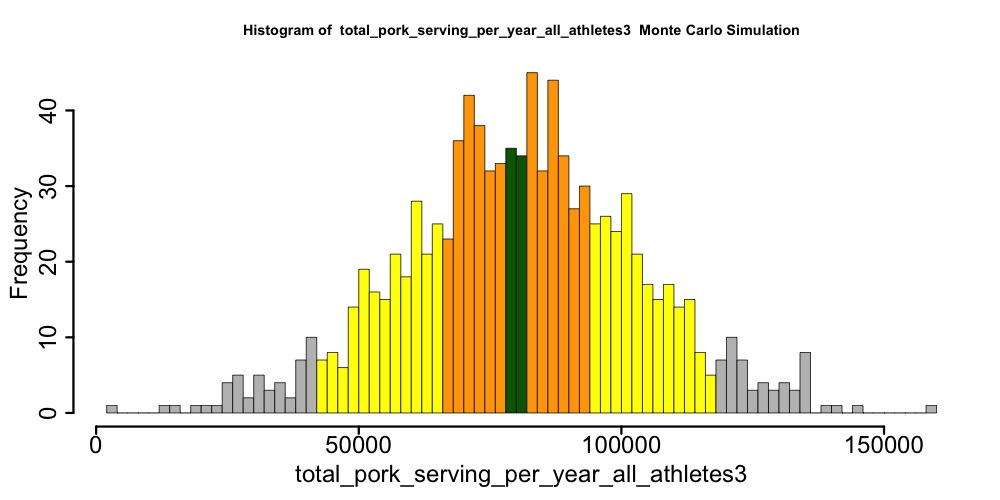 Histogram of  total_pork_serving_per_year_all_athletes3  Monte Carlo Simulation
Frequency
40
30
20
10
0
0 50000 100000 150000
total_pork_serving_per_year_all_athletes3